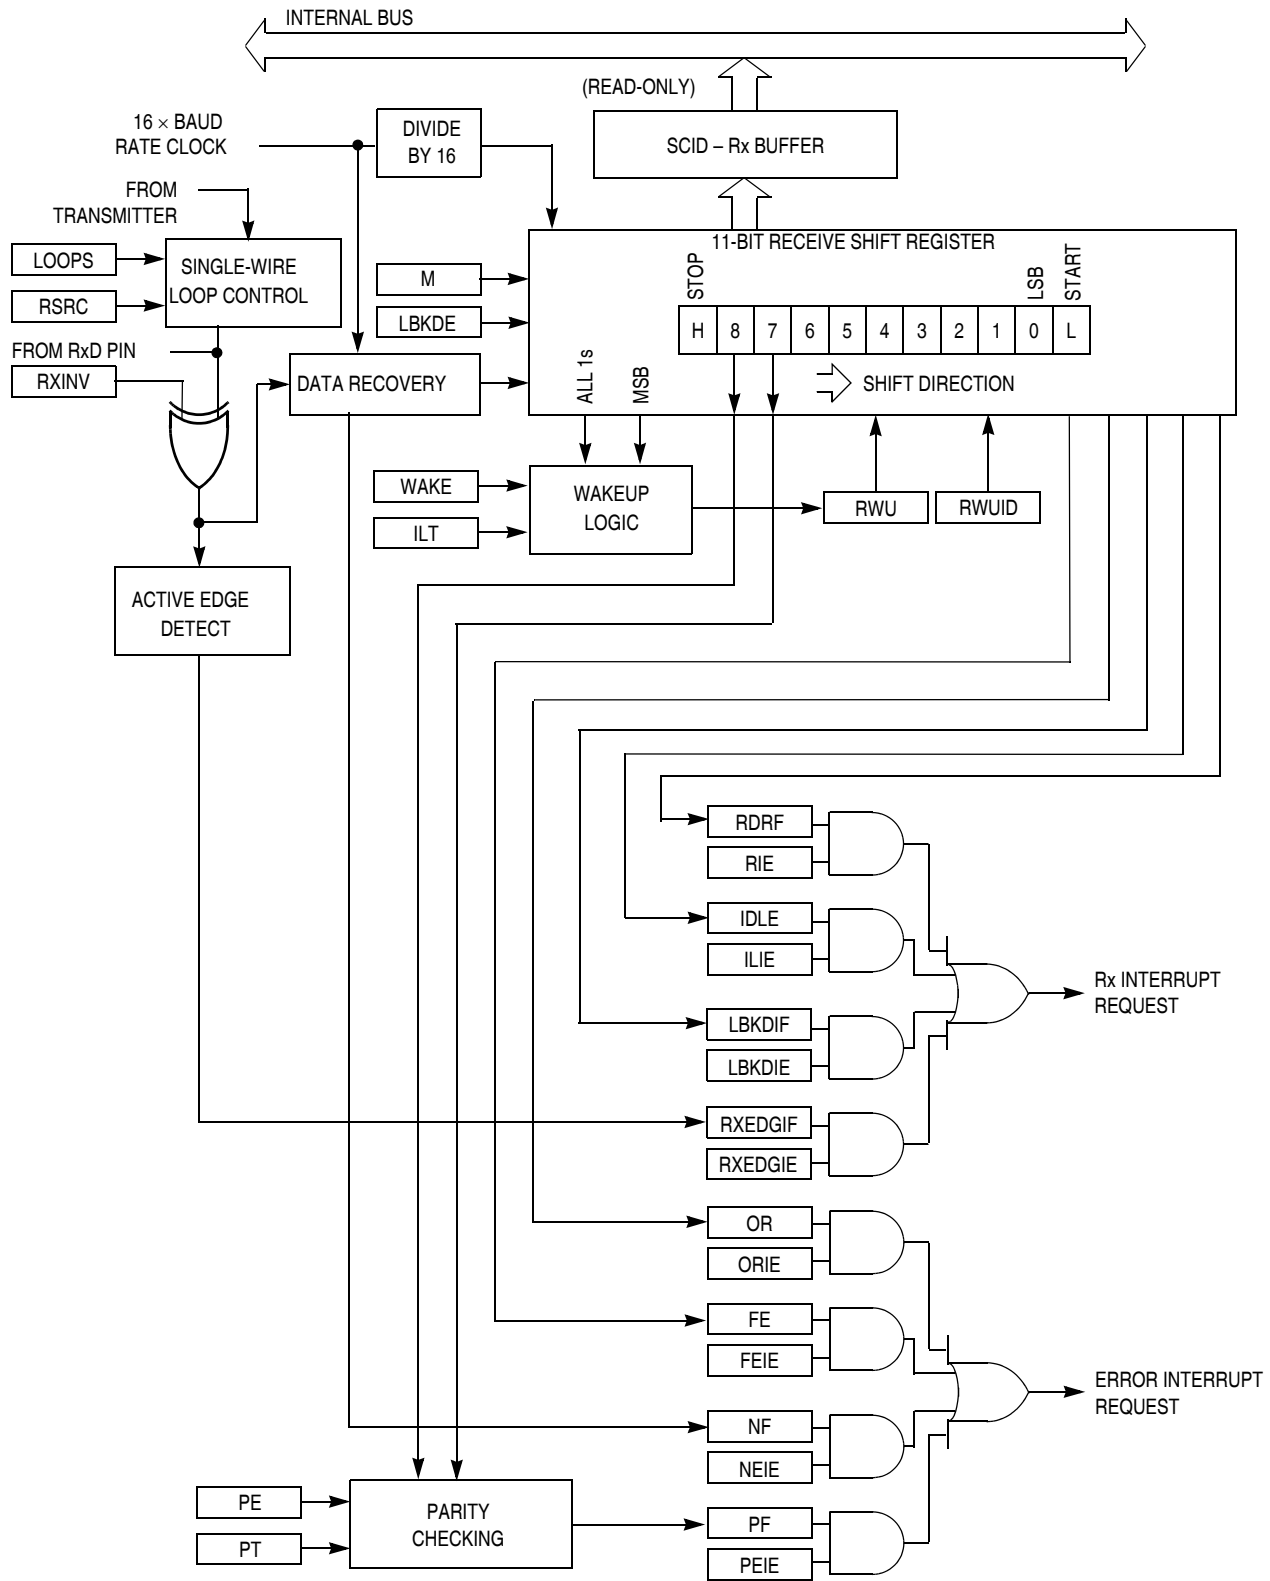 INTERNAL BUS
(READ-ONLY)
16 × BAUD
RATE CLOCK
DIVIDE
BY 16
SCID – Rx BUFFER
FROM
TRANSMITTER
11-BIT RECEIVE SHIFT REGISTER
LOOPS
RSRC
SINGLE-WIRE
LOOP CONTROL
M
LBKDE
STOP
LSB
START
H 8 7 6 5 4 3 2 1 0 L
FROM RxD PIN
RXINV
DATA RECOVERY
ALL 1s
MSB
SHIFT DIRECTION
WAKE
ILT
WAKEUP
LOGIC
RWU
RWUID
ACTIVE EDGE
DETECT
RDRF
RIE
IDLE
ILIE
Rx INTERRUPT
REQUEST
LBKDIF
LBKDIE
RXEDGIF
RXEDGIE
OR
ORIE
FE
FEIE
ERROR INTERRUPT
REQUEST
NF
NEIE
PE
PT
PARITY
CHECKING
PF
PEIE